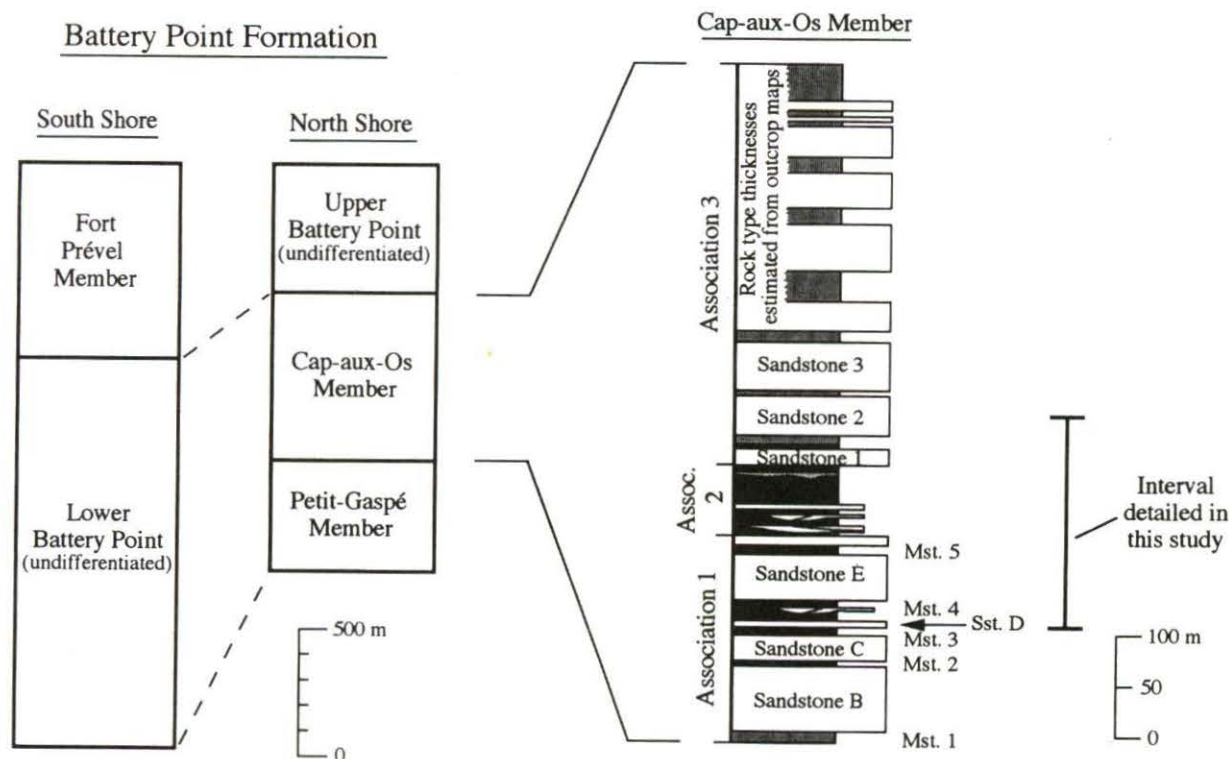 Battery Point Formation
South Shore
Fort
Prével
Member
Lower
Battery Point
(undifferentiated)
North Shore
Upper
Battery Point
(undifferentiated)
Cap-aux-Os
Member
Petit-Gaspé
Member
500 m
0
Cap-aux-Os Member
Association 3
Rock type thicknesses
estimated from outcrop maps
Sandstone 3
Sandstone 2
Sandstone 1
Assoc.
2
Association 1
Sandstone E
Sandstone C
Sandstone B
Mst. 5
Mst. 4
Sst. D
Mst. 3
Mst. 2
Mst. 1
Interval
detailed in
this study
100 m
50
0